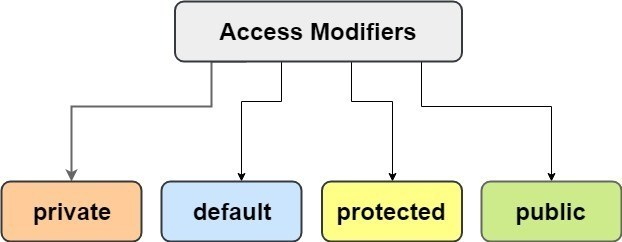 Access Modifiers
private
default
protected
public